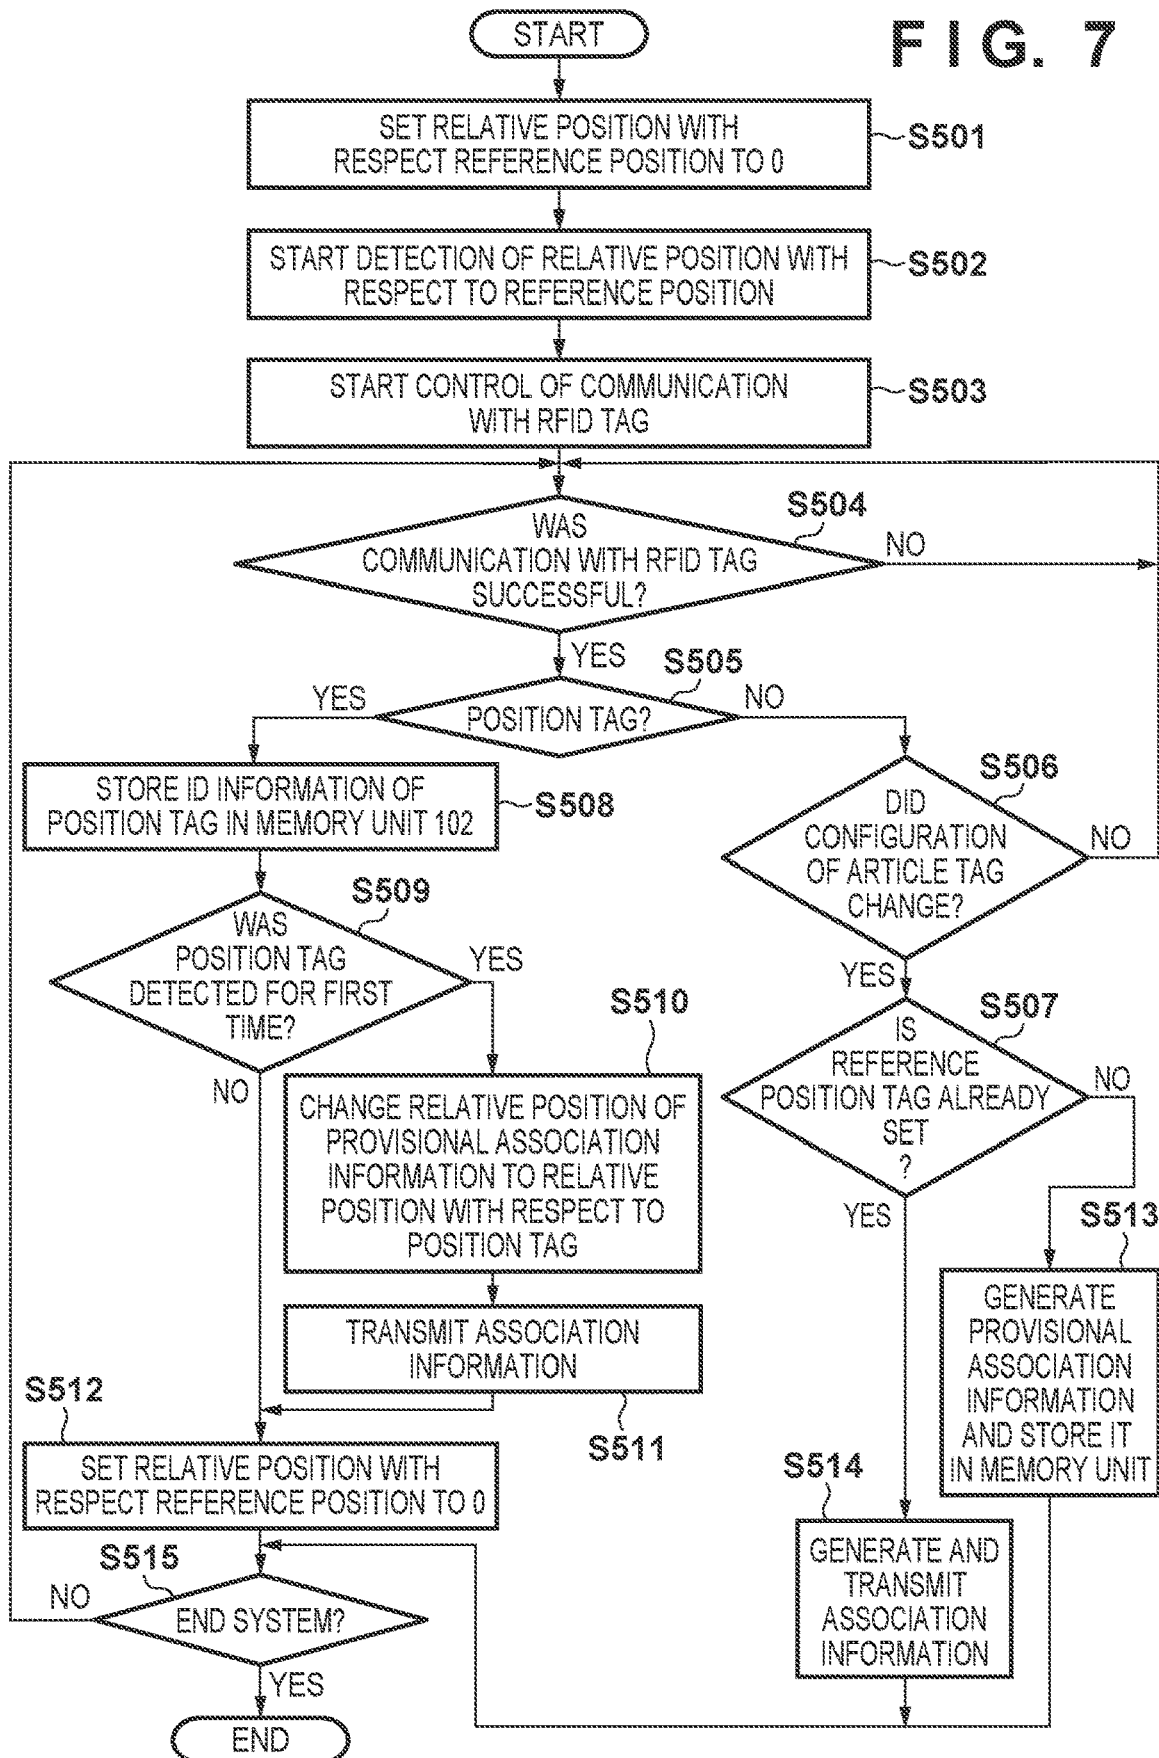 START
FIG. 7
SET RELATIVE POSITION WITH
RESPECT REFERENCE POSITION TO 0
S501
START DETECTION OF RELATIVE POSITION WITH
RESPECT TO REFERENCE POSITION
S502
START CONTROL OF COMMUNICATION
WITH RFID TAG
S503
S504
WAS
COMMUNICATION WITH RFID TAG
SUCCESSFUL?
NO
YES
S505
POSITION TAG?
YES
NO
STORE ID INFORMATION OF
POSITION TAG IN MEMORY UNIT 102
S508
S506
DID
CONFIGURATION
OF ARTICLE TAG
CHANGE?
NO
YES
S509
WAS
POSITION TAG
DETECTED FOR FIRST
TIME?
YES
NO
S510
CHANGE RELATIVE POSITION OF
PROVISIONAL ASSOCIATION
INFORMATION TO RELATIVE
POSITION WITH RESPECT TO
POSITION TAG
S507
IS
REFERENCE
POSITION TAG ALREADY
SET
?
NO
YES
S513
GENERATE
PROVISIONAL
ASSOCIATION
INFORMATION
AND STORE IT
IN MEMORY UNIT
TRANSMIT ASSOCIATION
INFORMATION
S511
S512
SET RELATIVE POSITION WITH
RESPECT REFERENCE POSITION TO 0
S514
GENERATE AND
TRANSMIT
ASSOCIATION
INFORMATION
S515
END SYSTEM?
NO
YES
END